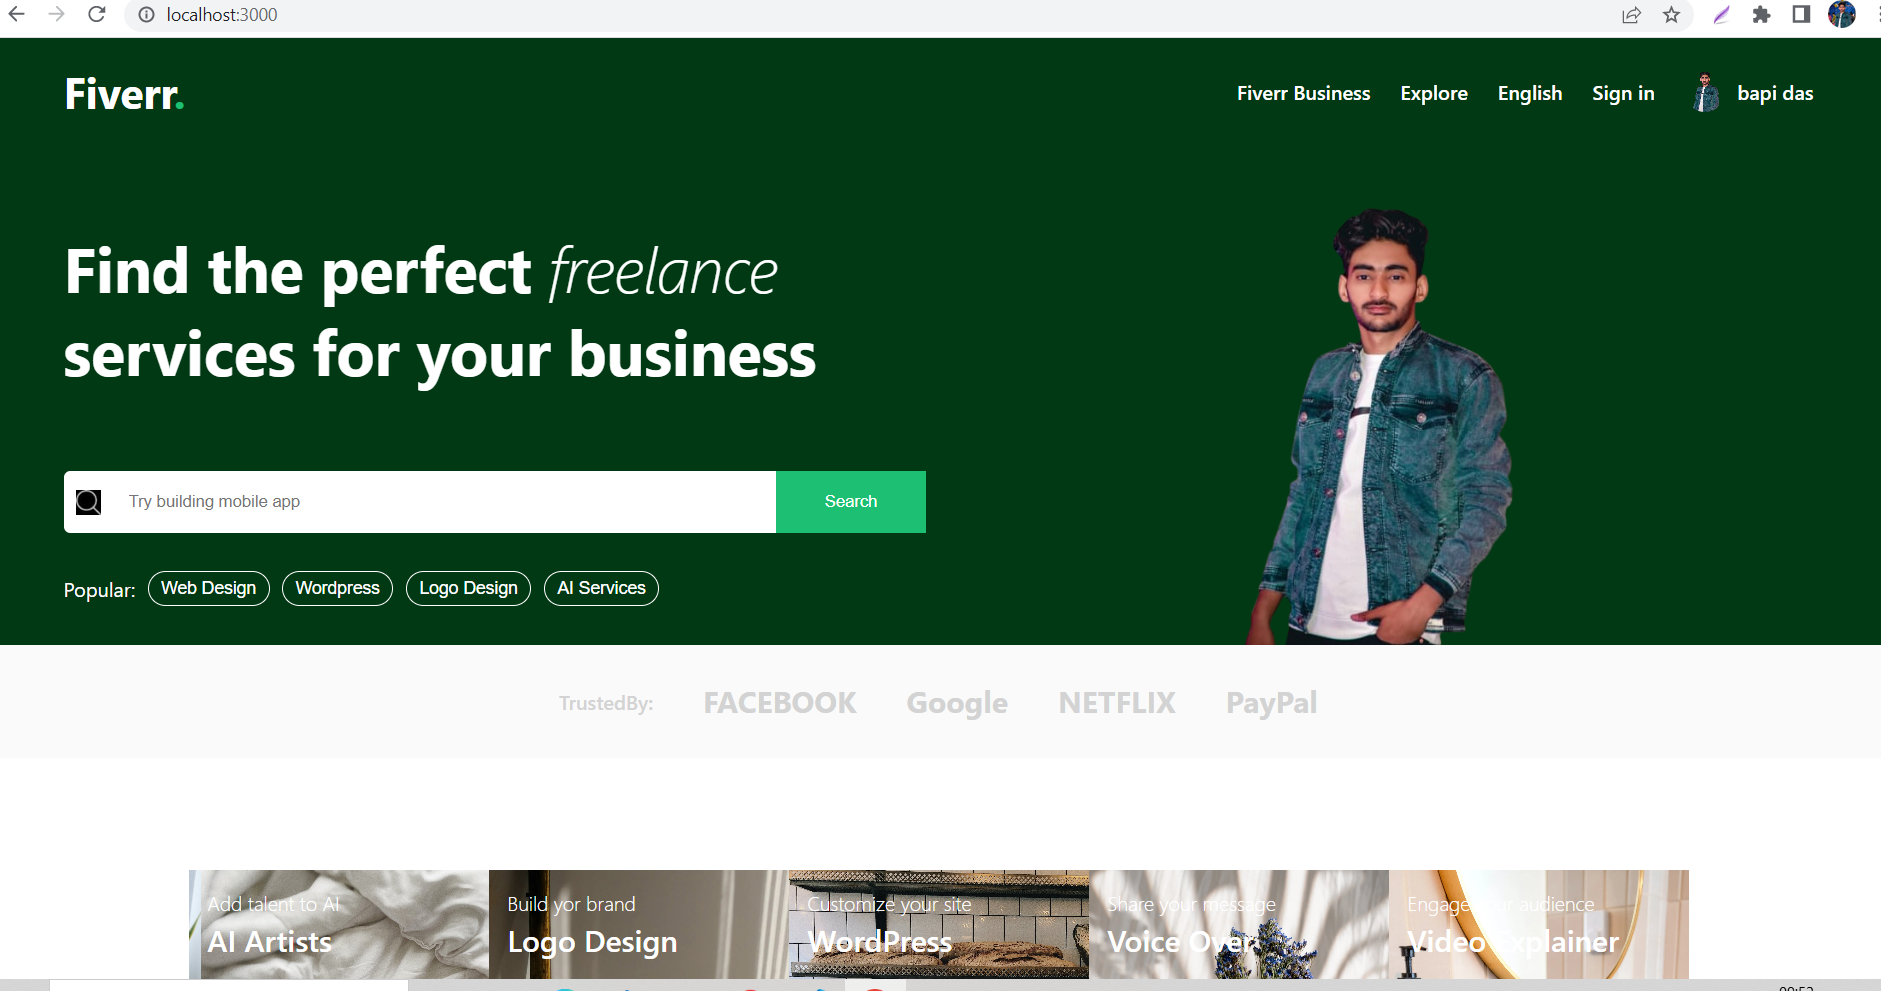 localhost:3000
Fiverr.
Fiverr Business
Explore
English
Sign in
bapi das
Find the perfect freelance
services for your business
Try building mobile app
Search
Popular:
Web Design
Wordpress
Logo Design
AI Services
TrustedBy:
FACEBOOK
Google
NETFLIX
PayPal
Add talent to AI
AI Artists
Build yor brand
Logo Design
Customize your site
WordPress
Share your message
Voice Over
Engage your audience
Video Explainer